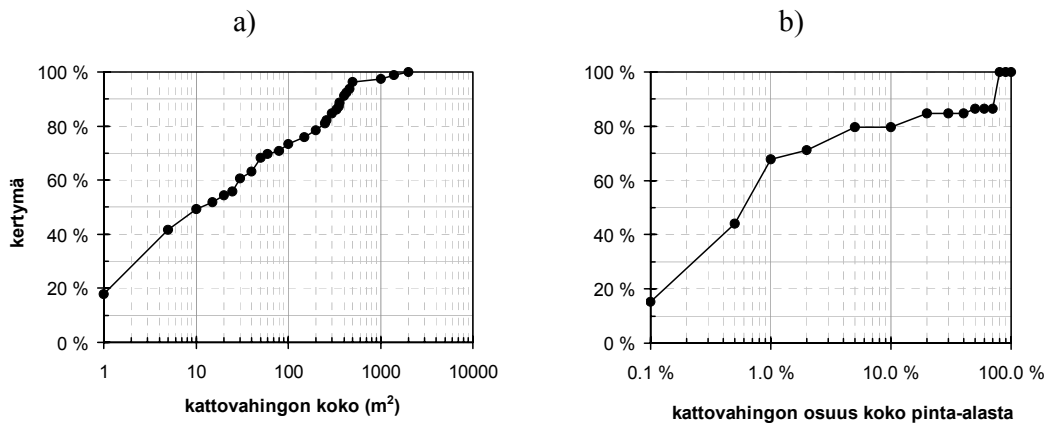 a)
100 %
80 %
60 %
40 %
20 %
0 %
kertymä
1 10 100 1000 10000
kattovahingon koko (m²)
b)
100 %
80 %
60 %
40 %
20 %
0 %
0.1 % 1.0 % 10.0 % 100.0 %
kattovahingon osuus koko pinta-alasta